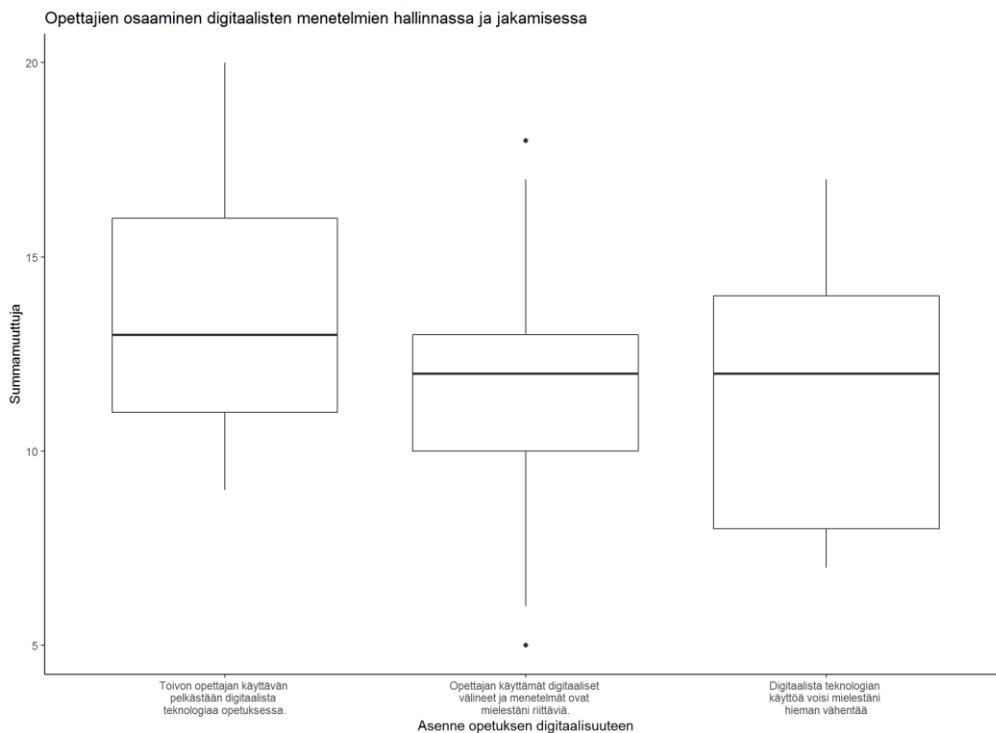 Opettajien osaaminen digitaalisten menetelmien hallinnassa ja jakamisessa
Summamuuttuja
20
15
10
5
Toivon opettajan käyttävän
pelkästään digitaalista
teknologiaa opetuksessa.
Opettajan käyttämät digitaaliset
välineet ja menetelmät ovat
mielestäni riittäviä.
Digitaalista teknologian
käyttöä voisi mielestäni
hieman vähentää
Asenne opetuksen digitaalisuuteen